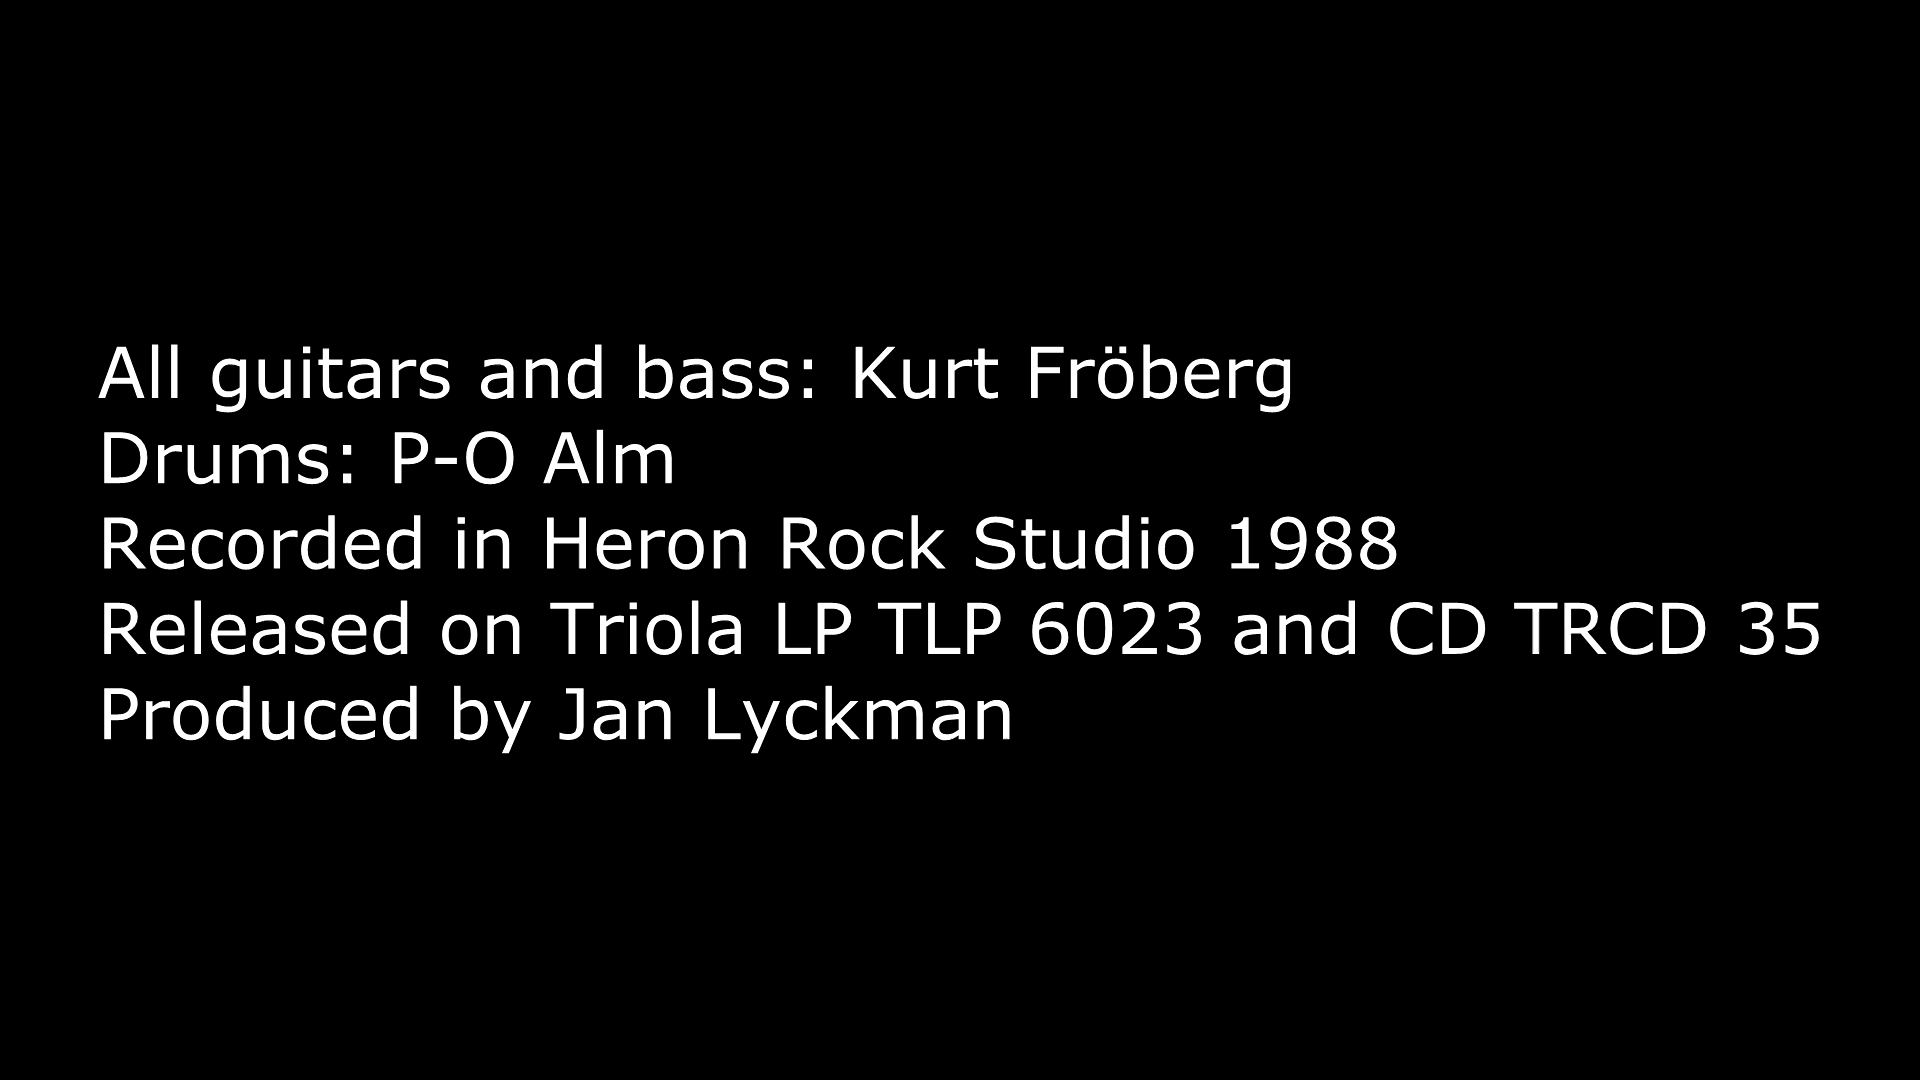 All guitars and bass: Kurt Fröberg
Drums: P-O Alm
Recorded in Heron Rock Studio 1988
Released on Triola LP TLP 6023 and CD TRCD 35
Produced by Jan Lyckman